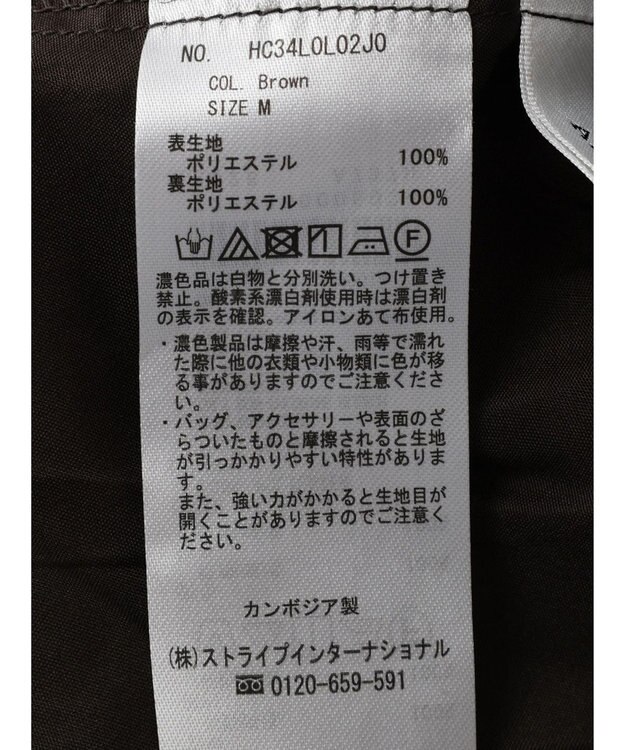 NO. HC34L0L02J0
COL. Brown
SIZE M
表生地
ポリエステル 100%
裏生地
ポリエステル 100%
F
濃色品は白物と分別洗い。つけ置き
禁止。酸素系漂白剤使用時は漂白剤
の表示を確認。アイロンあて布使用。
・濃色製品は摩擦や汗、雨等で濡れ
た際に他の衣類や小物類に色が移
る事がありますのでご注意くださ
い。
・バッグ、アクセサリーや表面のざ
らついたものと摩擦されると生地
が引っかかりやすい特性がありま
す。
また、強い力がかかると生地目が
開くことがありますのでご注意く
ださい。
カンボジア製
(株)ストライプインターナショナル
0120-659-591